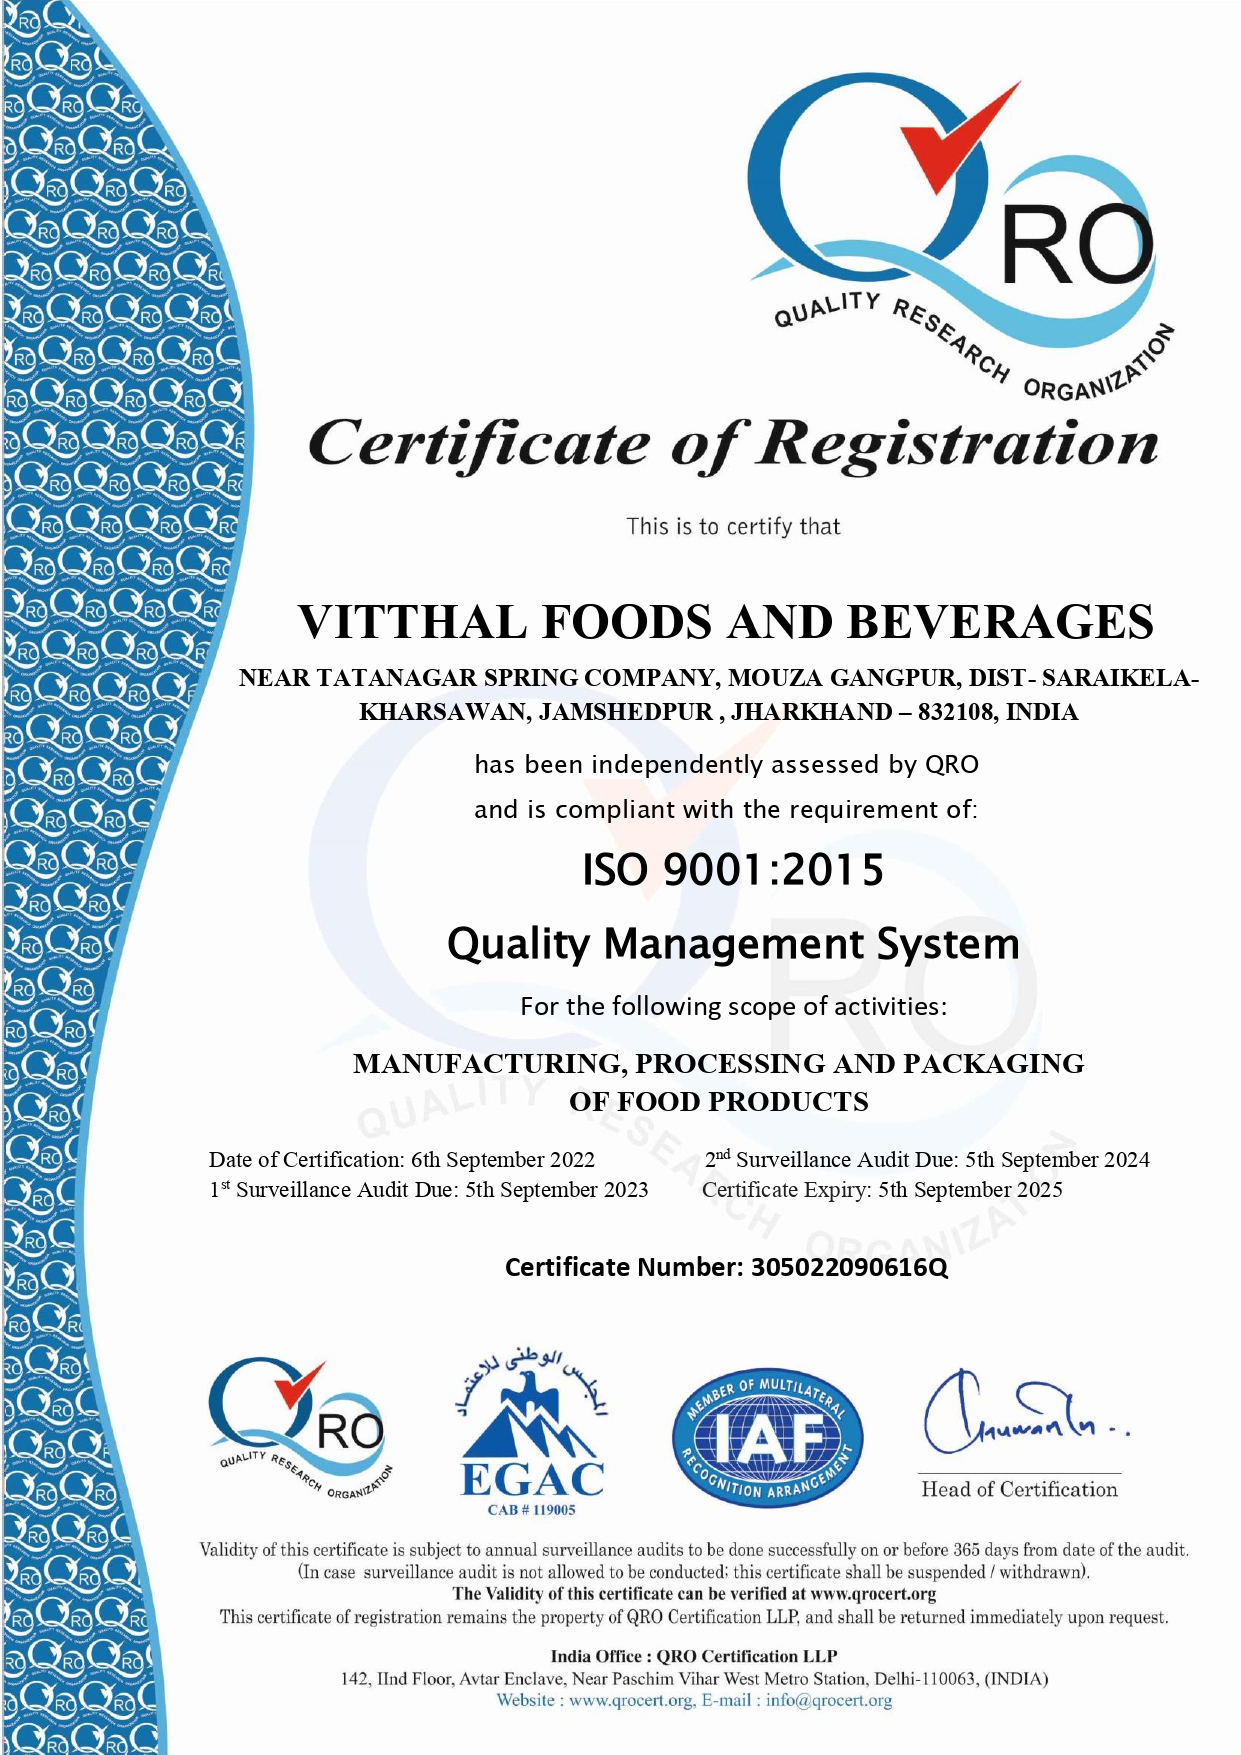 QRO
QUALITY RESEARCH ORGANIZATION
Certificate of Registration
This is to certify that
VITTHAL FOODS AND BEVERAGES
NEAR TATANAGAR SPRING COMPANY, MOUZA GANGPUR, DIST- SARAIKELA-
KHARSAWAN, JAMSHEDPUR , JHARKHAND – 832108, INDIA
has been independently assessed by QRO
and is compliant with the requirement of:
ISO 9001:2015
Quality Management System
For the following scope of activities:
MANUFACTURING, PROCESSING AND PACKAGING
OF FOOD PRODUCTS
Date of Certification: 6th September 2022 2nd Surveillance Audit Due: 5th September 2024
1st Surveillance Audit Due: 5th September 2023 Certificate Expiry: 5th September 2025
Certificate Number: 305022090616Q
QRO
QUALITY RESEARCH ORGANIZATION
المجلس الوطنى للاعتماد
EGAC
CAB # 119005
MEMBER OF MULTILATERAL
IAF
RECOGNITION ARRANGEMENT
Head of Certification
Validity of this certificate is subject to annual surveillance audits to be done successfully on or before 365 days from date of the audit.
(In case surveillance audit is not allowed to be conducted; this certificate shall be suspended / withdrawn).
The Validity of this certificate can be verified at www.qrocert.org
This certificate of registration remains the property of QRO Certification LLP, and shall be returned immediately upon request.
India Office : QRO Certification LLP
142, IInd Floor, Avtar Enclave, Near Paschim Vihar West Metro Station, Delhi-110063, (INDIA)
Website : www.qrocert.org, E-mail : info@qrocert.org